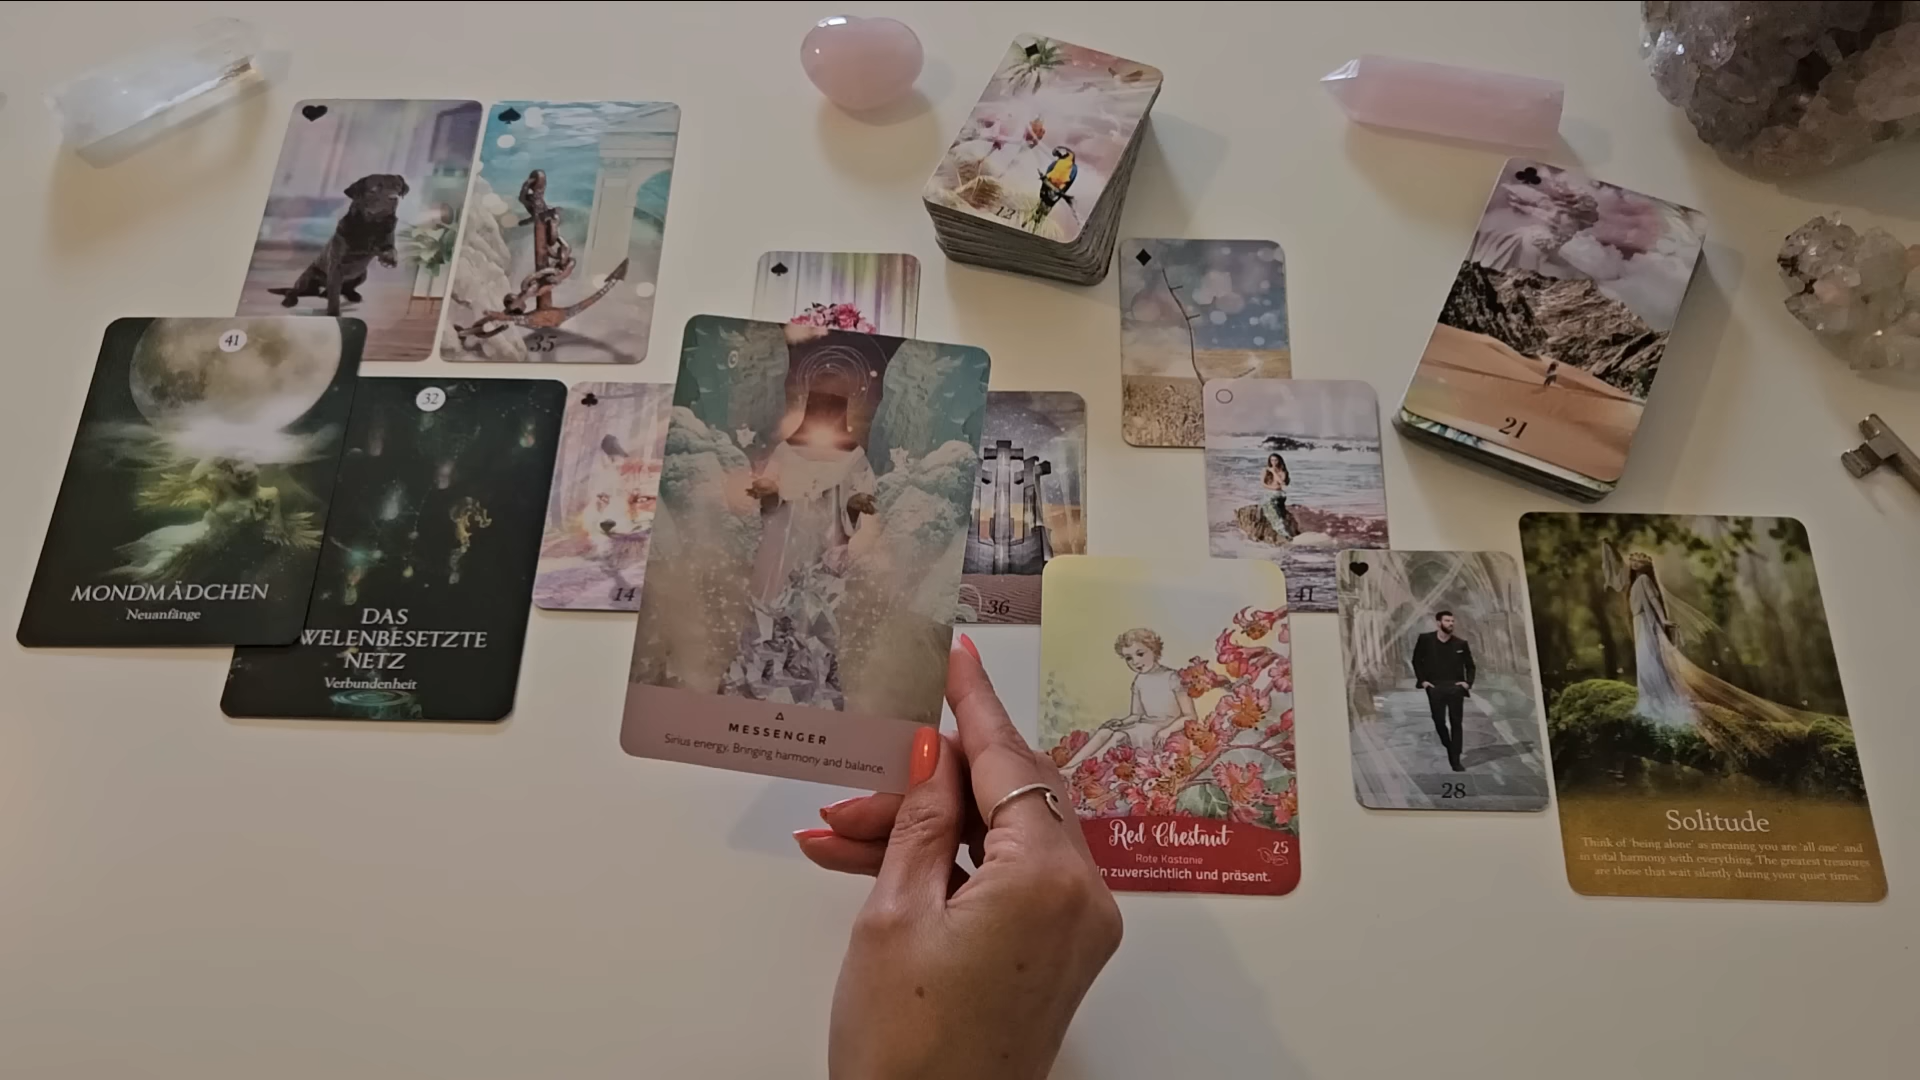 12
35
41
MONDMÄDCHEN
Neuanfänge
32
DAS
WELENBESETZTE
NETZ
Verbundenheit
14
MESSENGER
Sirius energy. Bringing harmony and balance.
36
41
21
Red Chestnut
25
Rote Kastanie
in zuversichtlich und präsent.
28
Solitude
Think of 'being alone' as meaning you are 'all one' and
in total harmony with everything. The greatest treasures
are those that wait silently during your quiet times.